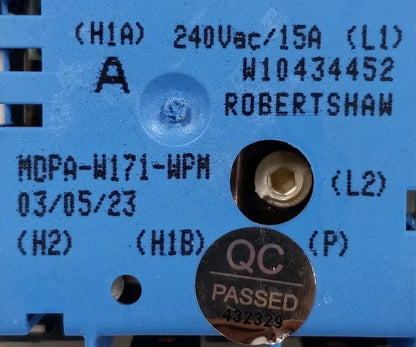 (H1A) 240Vac/15A (L1)
A W10434452
ROBERTSHAW
MDPA-W171-WPM
(L2)
03/05/23
(H2) (H1B) (P)
QC
PASSED
432329